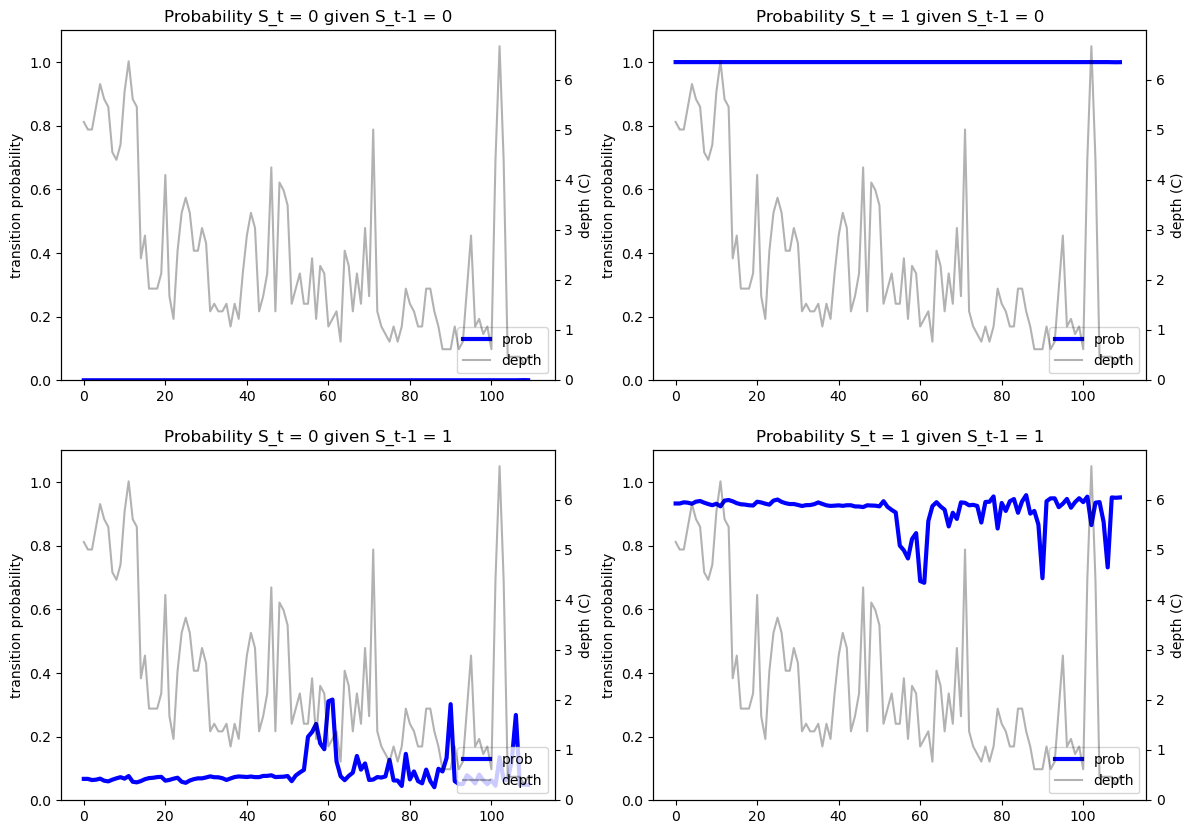 Probability S_t = 0 given S_t-1 = 0
1.0
0.8
0.6
0.4
0.2
0.0
transition probability
6
5
4
3
2
1
0
depth (C)
prob
depth
0 20 40 60 80 100
Probability S_t = 1 given S_t-1 = 0
1.0
0.8
0.6
0.4
0.2
0.0
transition probability
6
5
4
3
2
1
0
depth (C)
prob
depth
0 20 40 60 80 100
Probability S_t = 0 given S_t-1 = 1
1.0
0.8
0.6
0.4
0.2
0.0
transition probability
6
5
4
3
2
1
0
depth (C)
prob
depth
0 20 40 60 80 100
Probability S_t = 1 given S_t-1 = 1
1.0
0.8
0.6
0.4
0.2
0.0
transition probability
6
5
4
3
2
1
0
depth (C)
prob
depth
0 20 40 60 80 100